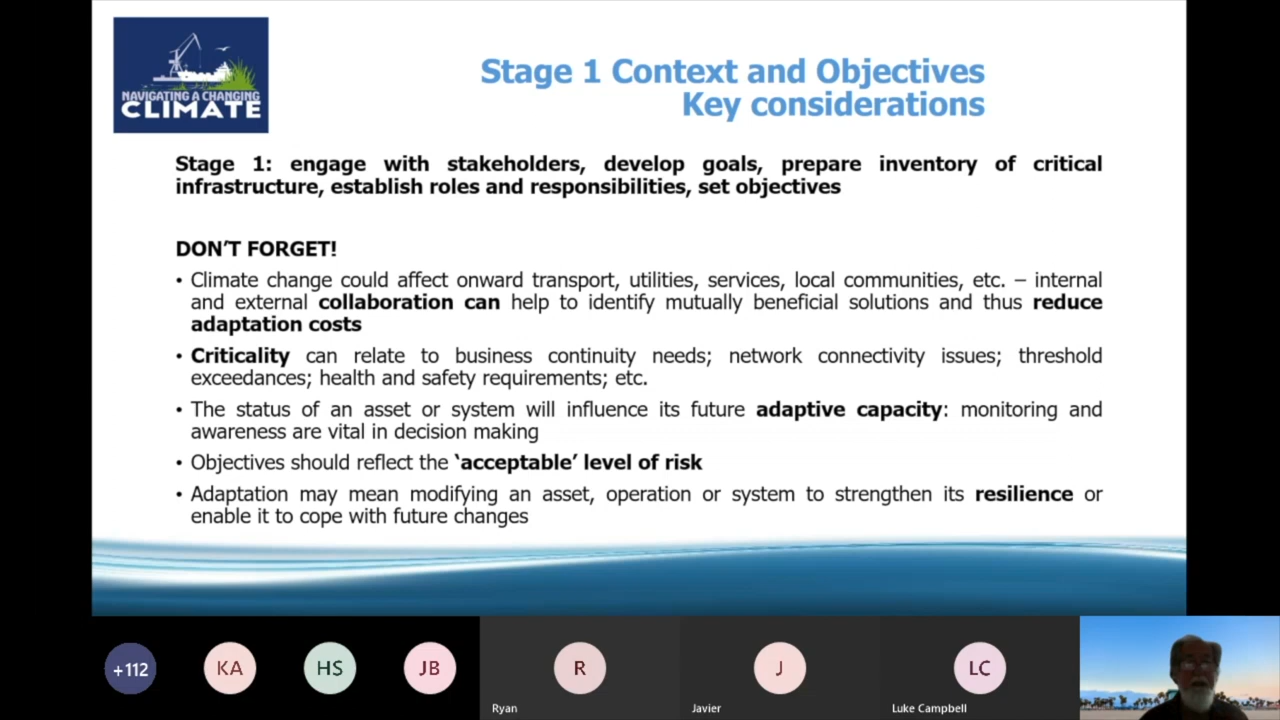 NAVIGATING A CHANGING
CLIMATE
Stage 1 Context and Objectives
Key considerations
Stage 1: engage with stakeholders, develop goals, prepare inventory of critical
infrastructure, establish roles and responsibilities, set objectives
DON'T FORGET!
• Climate change could affect onward transport, utilities, services, local communities, etc. – internal
and external collaboration can help to identify mutually beneficial solutions and thus reduce
adaptation costs
• Criticality can relate to business continuity needs; network connectivity issues; threshold
exceedances; health and safety requirements; etc.
• The status of an asset or system will influence its future adaptive capacity: monitoring and
awareness are vital in decision making
• Objectives should reflect the ‘acceptable’ level of risk
• Adaptation may mean modifying an asset, operation or system to strengthen its resilience or
enable it to cope with future changes
+112
KA
HS
JB
R
J
LC
Ryan
Javier
Luke Campbell